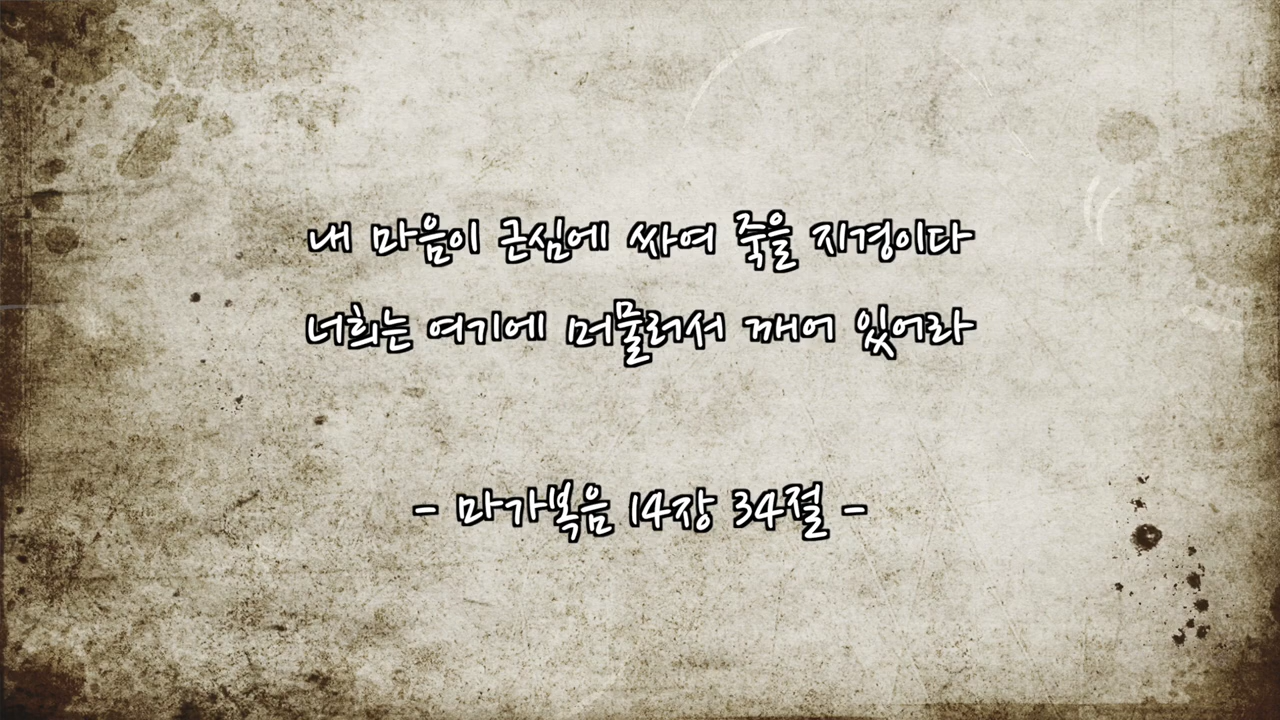 내 마음이 근심에 싸여 죽을 지경이다
너희는 여기에 머물러서 깨어 있어라
- 마가복음 14장 34절 -